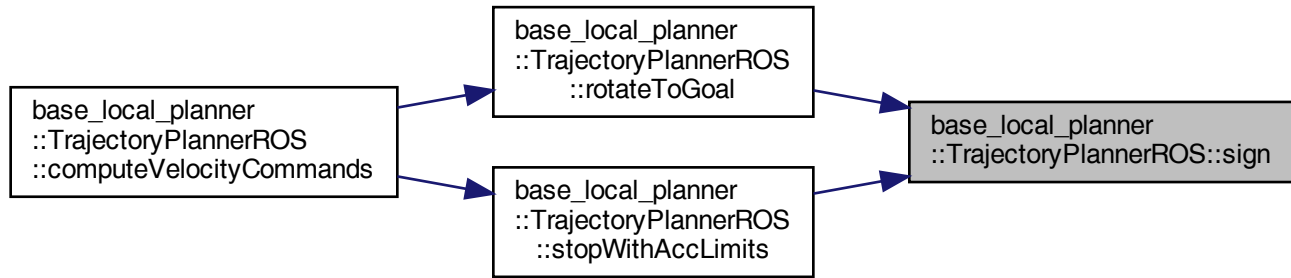 base_local_planner
::TrajectoryPlannerROS
::computeVelocityCommands
base_local_planner
::TrajectoryPlannerROS
::rotateToGoal
base_local_planner
::TrajectoryPlannerROS
::stopWithAccLimits
base_local_planner
::TrajectoryPlannerROS::sign